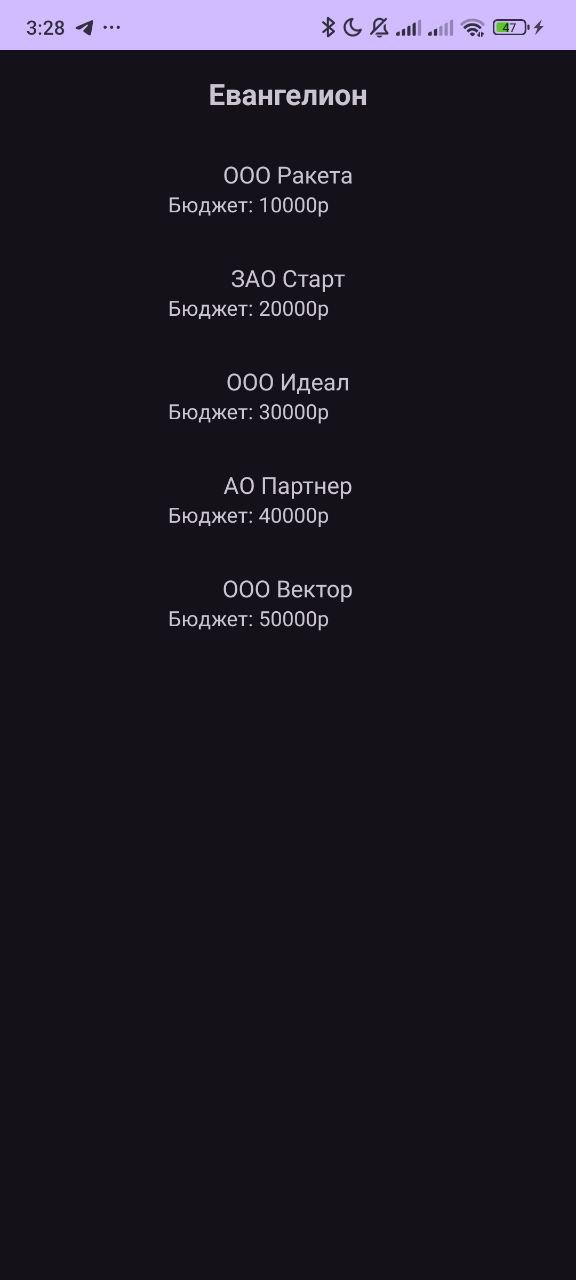 3:28
47
Евангелион
ООО Ракета
Бюджет: 10000р
ЗАО Старт
Бюджет: 20000р
ООО Идеал
Бюджет: 30000р
АО Партнер
Бюджет: 40000р
ООО Вектор
Бюджет: 50000р